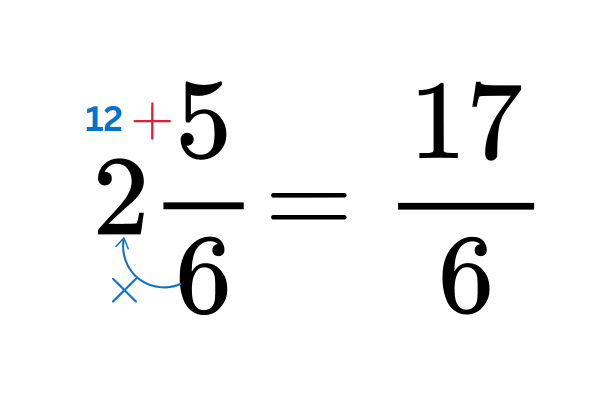 12 + 5
2 — = 17
6 × 6